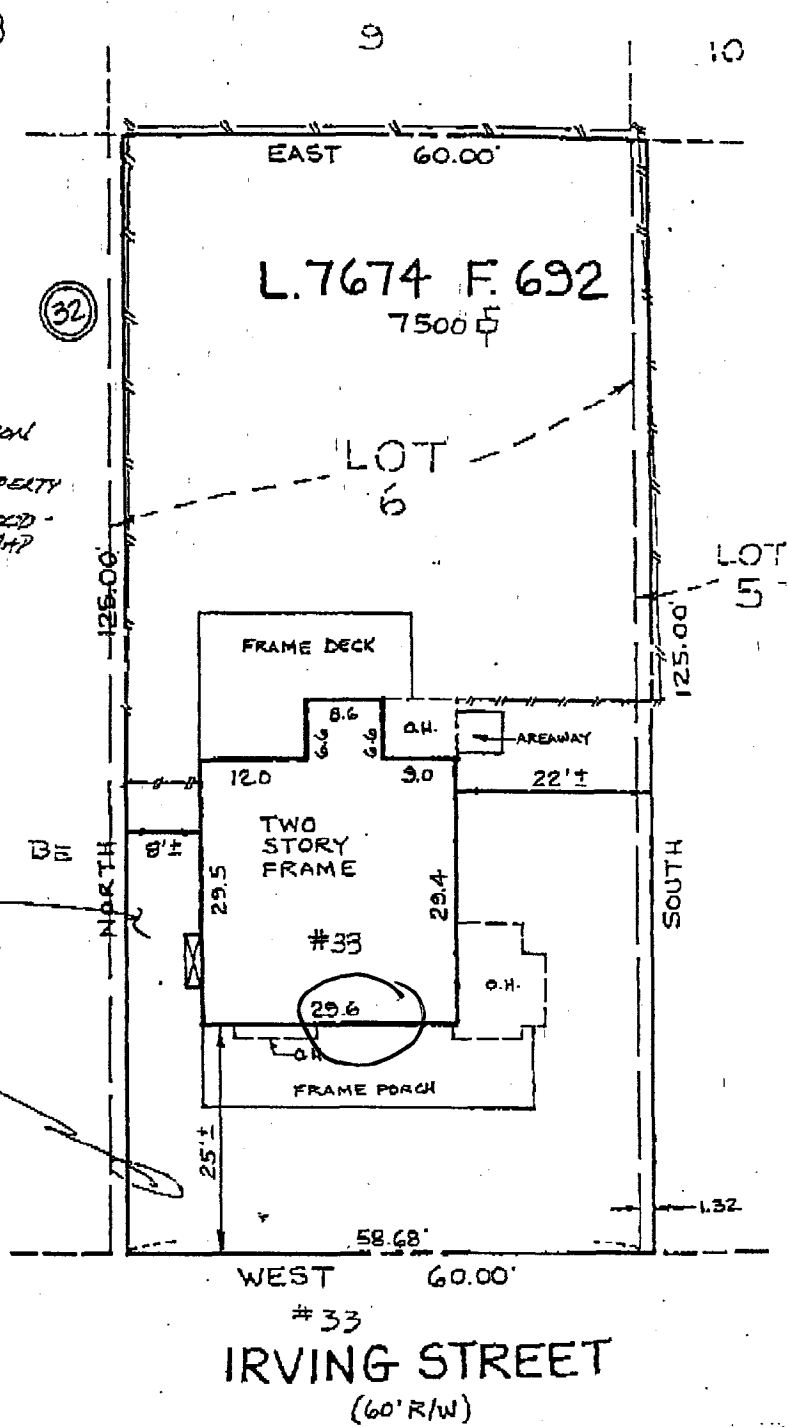 9
10
EAST 60.00'
L.7674 F. 692
7500
32
LOT
6
125.00'
LOT
5
125.00'
FRAME DECK
8.6
6.6
6.6
O.H.
AREAWAY
12.0
9.0
22'±
8'±
TWO
STORY
FRAME
29.5
29.4
NORTH
SOUTH
#33
O.H.
29.6
O.H.
FRAME PORCH
25'±
1.32
58.68'
WEST 60.00'
#33
IRVING STREET
(60' R/W)